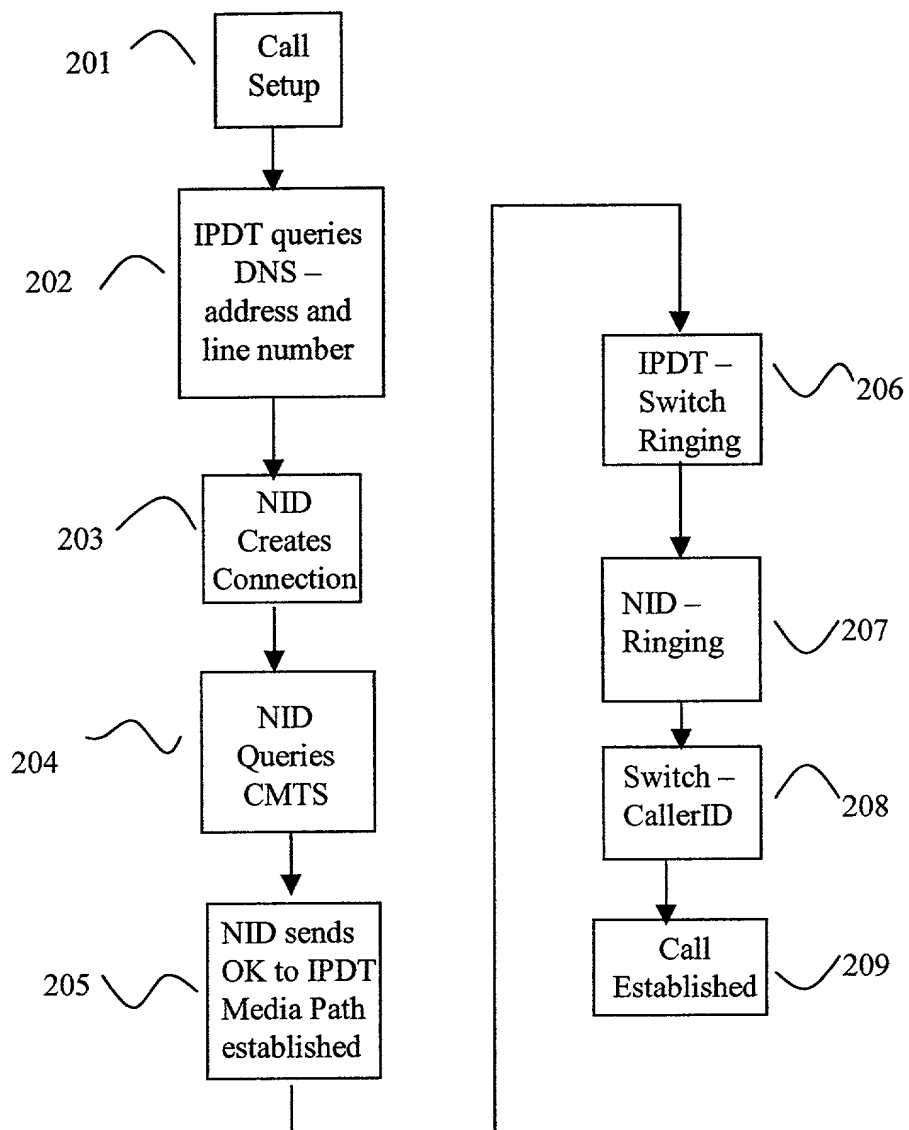 201
Call
Setup
202
IPDT queries
DNS –
address and
line number
203
NID
Creates
Connection
204
NID
Queries
CMTS
205
NID sends
OK to IPDT
Media Path
established
IPDT –
Switch
Ringing
206
NID –
Ringing
207
Switch –
CallerID
208
Call
Established
209